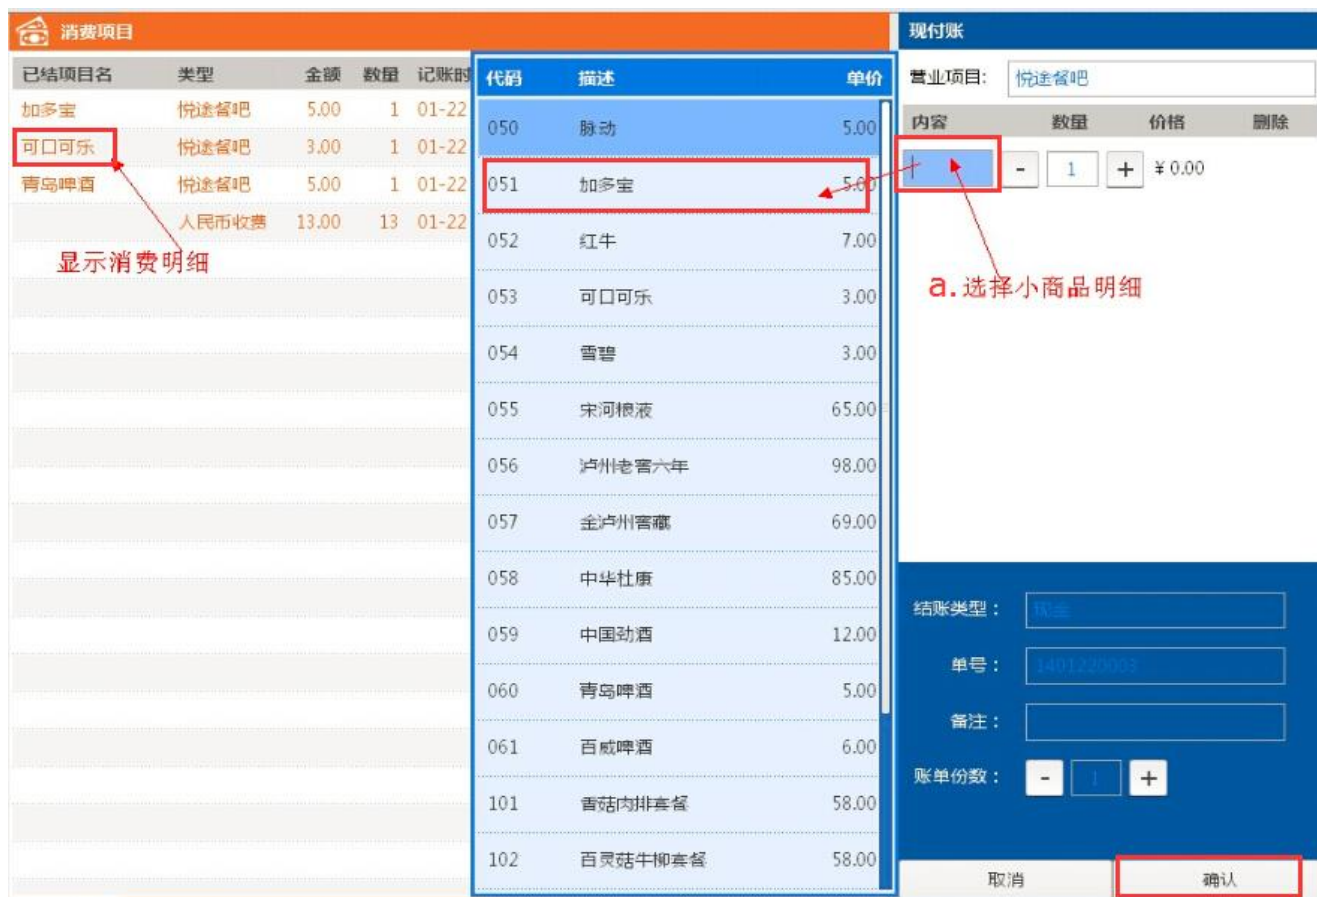 消费项目
已结项目名 类型 金额 数量 记账时
加多宝 悦途餐吧 5.00 1 01-22
可口可乐 悦途餐吧 3.00 1 01-22
青岛啤酒 悦途餐吧 5.00 1 01-22
人民币收费 13.00 13 01-22
显示消费明细
代码 描述 单价
050 脉动 5.00
051 加多宝 5.00
052 红牛 7.00
053 可口可乐 3.00
054 雪碧 3.00
055 宋河粮液 65.00
056 泸州老窖六年 98.00
057 金泸州窖藏 69.00
058 中华杜康 85.00
059 中国劲酒 12.00
060 青岛啤酒 5.00
061 百威啤酒 6.00
101 香菇肉排套餐 58.00
102 百灵菇牛柳套餐 58.00
现付账
营业项目: 悦途餐吧
内容 数量 价格 删除
- 1 + ¥ 0.00
a.选择小商品明细
结账类型： 现金
单号： 1401220003
备注：
账单份数： - 1 +
取消 确认